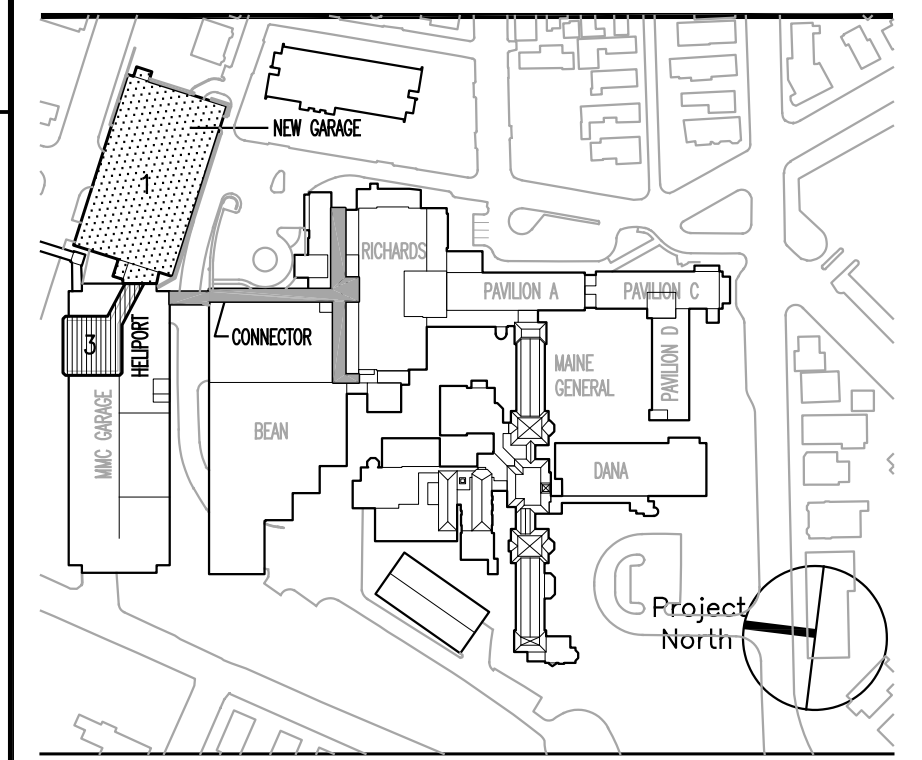 NEW GARAGE
1
RICHARDS
PAVILION A
PAVILION C
CONNECTOR
HELIPORT
3
PAVILION D
MAINE
GENERAL
MMC GARAGE
BEAN
DANA
Project
North